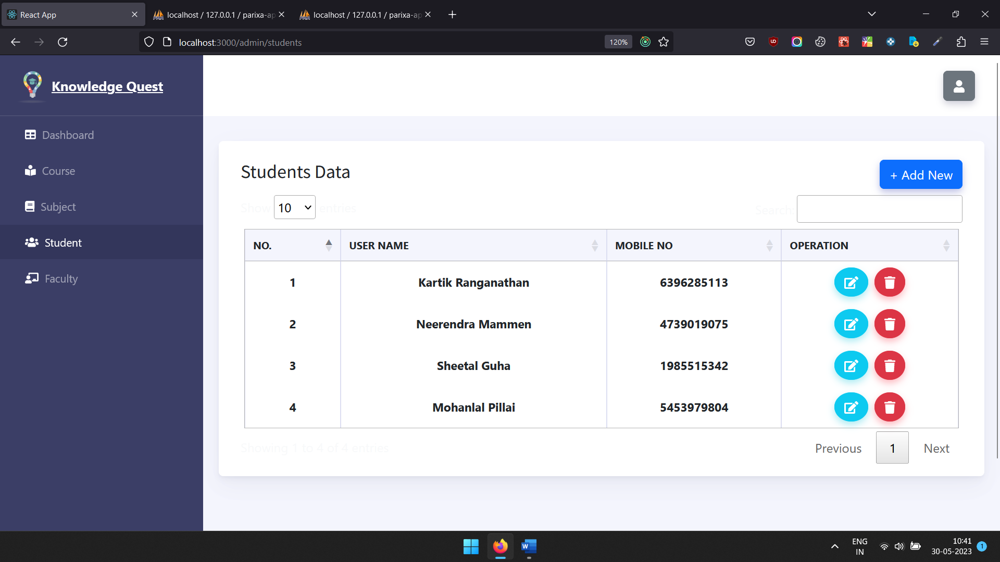 React App
localhost / 127.0.0.1 / parixa-ap
localhost / 127.0.0.1 / parixa-ap
localhost:3000/admin/students
120%
Knowledge Quest
Dashboard
Course
Subject
Student
Faculty
Students Data
+ Add New
Show 10 entries
Search:
NO. USER NAME MOBILE NO OPERATION
1 Kartik Ranganathan 6396285113
2 Neerendra Mammen 4739019075
3 Sheetal Guha 1985515342
4 Mohanlal Pillai 5453979804
Showing 1 to 4 of 4 entries
Previous 1 Next
ENG
IN
10:41
30-05-2023
1